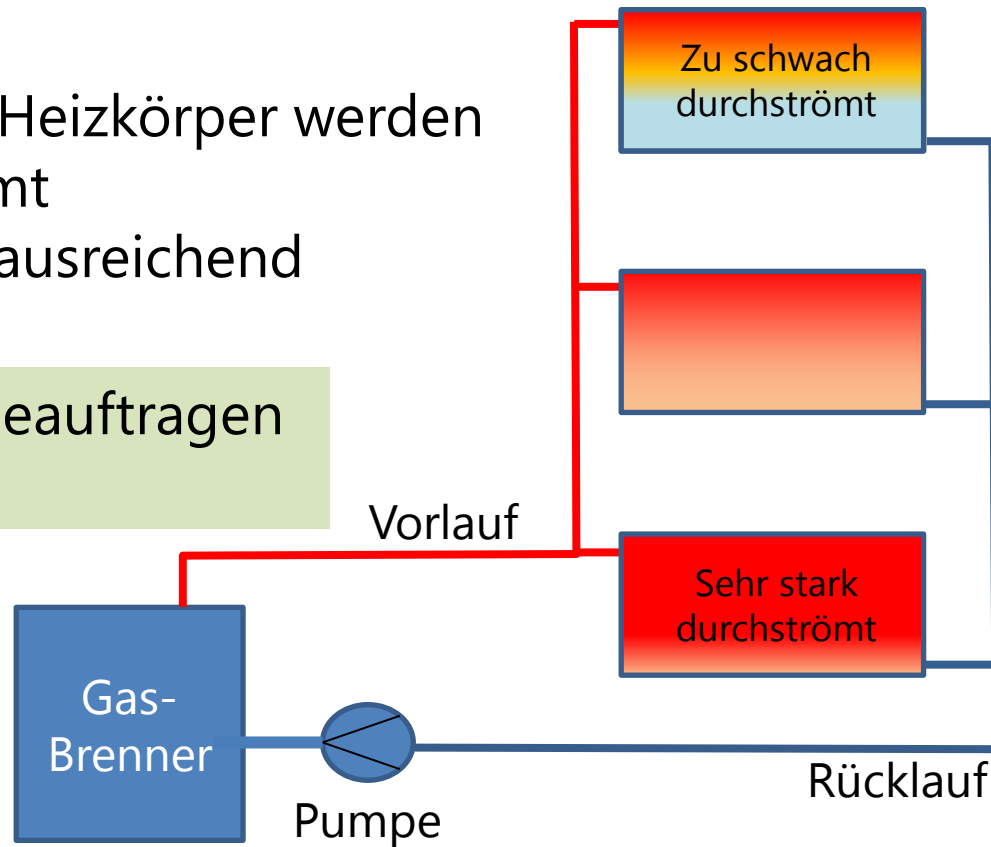 Zu schwach
durchströmt
Heizkörper werden
mt
ausreichend
eauftragen
Vorlauf
Sehr stark
durchströmt
Gas-
Brenner
Rücklauf
Pumpe